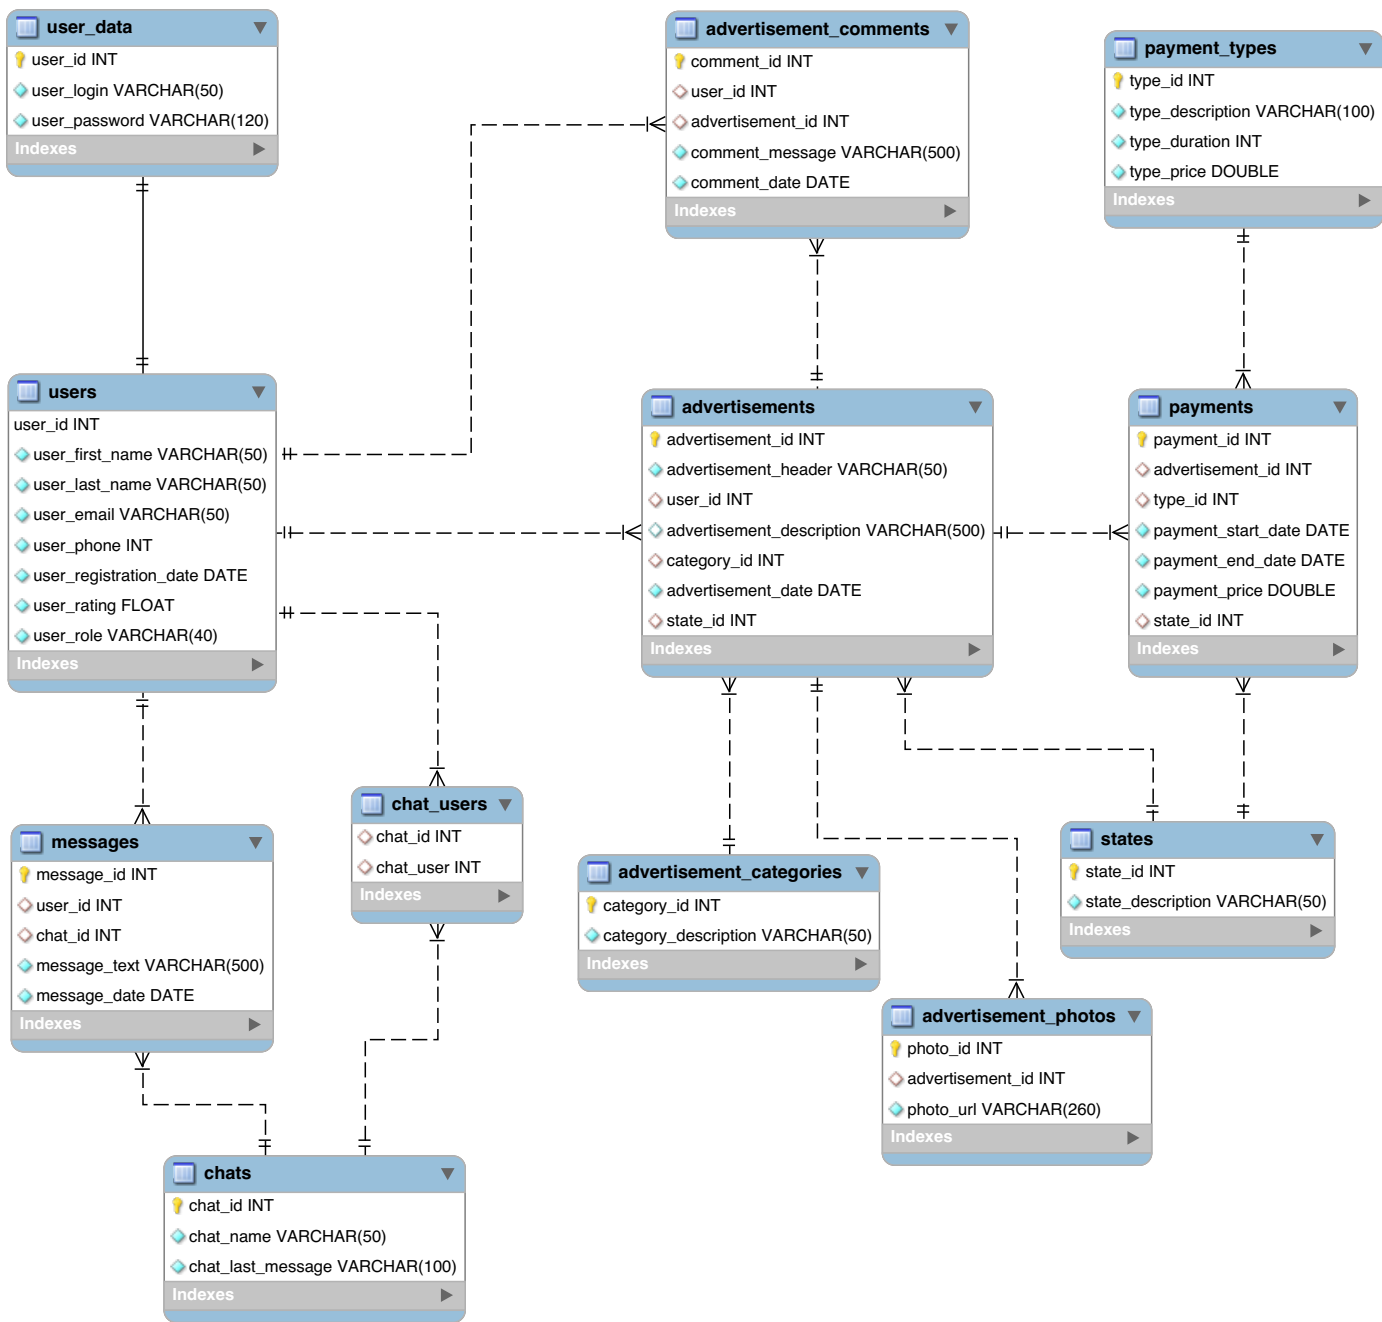 user_data
user_id INT
user_login VARCHAR(50)
user_password VARCHAR(120)
Indexes
advertisement_comments
comment_id INT
user_id INT
advertisement_id INT
comment_message VARCHAR(500)
comment_date DATE
Indexes
payment_types
type_id INT
type_description VARCHAR(100)
type_duration INT
type_price DOUBLE
Indexes
users
user_id INT
user_first_name VARCHAR(50)
user_last_name VARCHAR(50)
user_email VARCHAR(50)
user_phone INT
user_registration_date DATE
user_rating FLOAT
user_role VARCHAR(40)
Indexes
advertisements
advertisement_id INT
advertisement_header VARCHAR(50)
user_id INT
advertisement_description VARCHAR(500)
category_id INT
advertisement_date DATE
state_id INT
Indexes
payments
payment_id INT
advertisement_id INT
type_id INT
payment_start_date DATE
payment_end_date DATE
payment_price DOUBLE
state_id INT
Indexes
messages
message_id INT
user_id INT
chat_id INT
message_text VARCHAR(500)
message_date DATE
Indexes
chat_users
chat_id INT
chat_user INT
Indexes
advertisement_categories
category_id INT
category_description VARCHAR(50)
Indexes
states
state_id INT
state_description VARCHAR(50)
Indexes
advertisement_photos
photo_id INT
advertisement_id INT
photo_url VARCHAR(260)
Indexes
chats
chat_id INT
chat_name VARCHAR(50)
chat_last_message VARCHAR(100)
Indexes